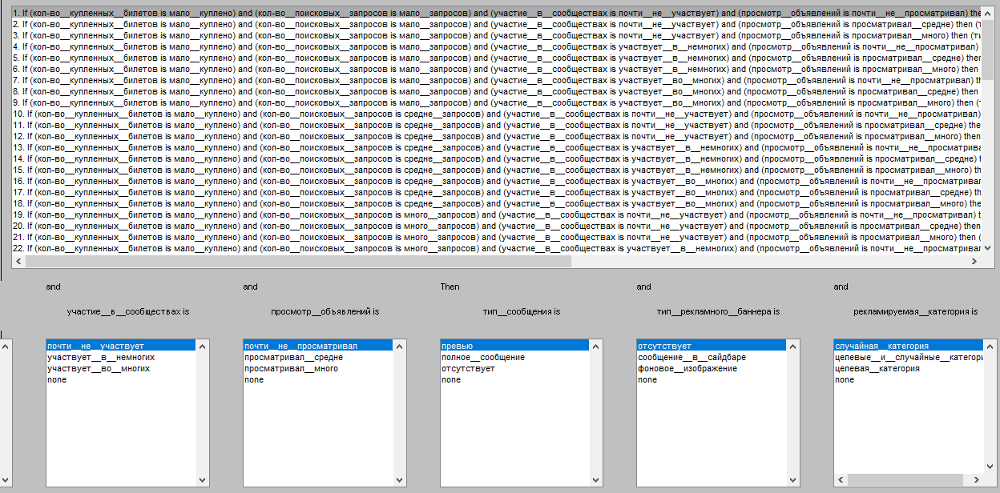 1. If (кол-во__купленных__билетов is мало__куплено) and (кол-во__поисковых__запросов is мало__запросов) and (участие__в__сообществах is почти__не__участвует) and (просмотр__объявлений is почти__не__просматривал) the
2. If (кол-во__купленных__билетов is мало__куплено) and (кол-во__поисковых__запросов is мало__запросов) and (участие__в__сообществах is почти__не__участвует) and (просмотр__объявлений is просматривал__средне) then (т
3. If (кол-во__купленных__билетов is мало__куплено) and (кол-во__поисковых__запросов is мало__запросов) and (участие__в__сообществах is почти__не__участвует) and (просмотр__объявлений is просматривал__много) then (ти
4. If (кол-во__купленных__билетов is мало__куплено) and (кол-во__поисковых__запросов is мало__запросов) and (участие__в__сообществах is участвует__в__немногих) and (просмотр__объявлений is почти__не__просматривал)
5. If (кол-во__купленных__билетов is мало__куплено) and (кол-во__поисковых__запросов is мало__запросов) and (участие__в__сообществах is участвует__в__немногих) and (просмотр__объявлений is просматривал__средне) then
6. If (кол-во__купленных__билетов is мало__куплено) and (кол-во__поисковых__запросов is мало__запросов) and (участие__в__сообществах is участвует__в__немногих) and (просмотр__объявлений is просматривал__много) then
7. If (кол-во__купленных__билетов is мало__куплено) and (кол-во__поисковых__запросов is мало__запросов) and (участие__в__сообществах is участвует__во__многих) and (просмотр__объявлений is почти__не__просматривал) t
8. If (кол-во__купленных__билетов is мало__куплено) and (кол-во__поисковых__запросов is мало__запросов) and (участие__в__сообществах is участвует__во__многих) and (просмотр__объявлений is просматривал__средне) then
9. If (кол-во__купленных__билетов is мало__куплено) and (кол-во__поисковых__запросов is мало__запросов) and (участие__в__сообществах is участвует__во__многих) and (просмотр__объявлений is просматривал__много) then (
10. If (кол-во__купленных__билетов is мало__куплено) and (кол-во__поисковых__запросов is средне__запросов) and (участие__в__сообществах is почти__не__участвует) and (просмотр__объявлений is почти__не__просматривал)
11. If (кол-во__купленных__билетов is мало__куплено) and (кол-во__поисковых__запросов is средне__запросов) and (участие__в__сообществах is почти__не__участвует) and (просмотр__объявлений is просматривал__средне) the
12. If (кол-во__купленных__билетов is мало__куплено) and (кол-во__поисковых__запросов is средне__запросов) and (участие__в__сообществах is почти__не__участвует) and (просмотр__объявлений is просматривал__много) then
13. If (кол-во__купленных__билетов is мало__куплено) and (кол-во__поисковых__запросов is средне__запросов) and (участие__в__сообществах is участвует__в__немногих) and (просмотр__объявлений is почти__не__просматрива
14. If (кол-во__купленных__билетов is мало__куплено) and (кол-во__поисковых__запросов is средне__запросов) and (участие__в__сообществах is участвует__в__немногих) and (просмотр__объявлений is просматривал__средне) t
15. If (кол-во__купленных__билетов is мало__куплено) and (кол-во__поисковых__запросов is средне__запросов) and (участие__в__сообществах is участвует__в__немногих) and (просмотр__объявлений is просматривал__много) th
16. If (кол-во__купленных__билетов is мало__куплено) and (кол-во__поисковых__запросов is средне__запросов) and (участие__в__сообществах is участвует__во__многих) and (просмотр__объявлений is почти__не__просматривал
17. If (кол-во__купленных__билетов is мало__куплено) and (кол-во__поисковых__запросов is средне__запросов) and (участие__в__сообществах is участвует__во__многих) and (просмотр__объявлений is просматривал__средне) th
18. If (кол-во__купленных__билетов is мало__куплено) and (кол-во__поисковых__запросов is средне__запросов) and (участие__в__сообществах is участвует__во__многих) and (просмотр__объявлений is просматривал__много) the
19. If (кол-во__купленных__билетов is мало__куплено) and (кол-во__поисковых__запросов is много__запросов) and (участие__в__сообществах is почти__не__участвует) and (просмотр__объявлений is почти__не__просматривал) t
20. If (кол-во__купленных__билетов is мало__куплено) and (кол-во__поисковых__запросов is много__запросов) and (участие__в__сообществах is почти__не__участвует) and (просмотр__объявлений is просматривал__средне) then
21. If (кол-во__купленных__билетов is мало__куплено) and (кол-во__поисковых__запросов is много__запросов) and (участие__в__сообществах is почти__не__участвует) and (просмотр__объявлений is просматривал__много) then (
22. If (кол-во__купленных__билетов is мало__куплено) and (кол-во__поисковых__запросов is много__запросов) and (участие__в__сообществах is участвует__в__немногих) and (просмотр__объявлений is почти__не__просматривал
and and Then and and
участие__в__сообществах is просмотр__объявлений is тип__сообщения is тип__рекламного__баннера is рекламируемая__категория is
почти__не__участвует почти__не__просматривал превью отсутствует случайная__категория
участвует__в__немногих просматривал__средне полное__сообщение сообщение__в__сайдбаре целевые__и__случайные__категори
участвует__во__многих просматривал__много отсутствует фоновое__изображение целевая__категория
none none none none none